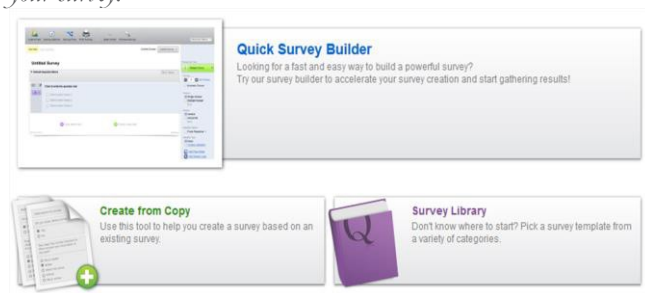 your survey.
Untitled Survey
Quick Survey Builder
Looking for a fast and easy way to build a powerful survey?
Try our survey builder to accelerate your survey creation and start gathering results!
Create from Copy
Use this tool to help you create a survey based on an
existing survey.
Q
Survey Library
Don't know where to start? Pick a survey template from
a variety of categories.